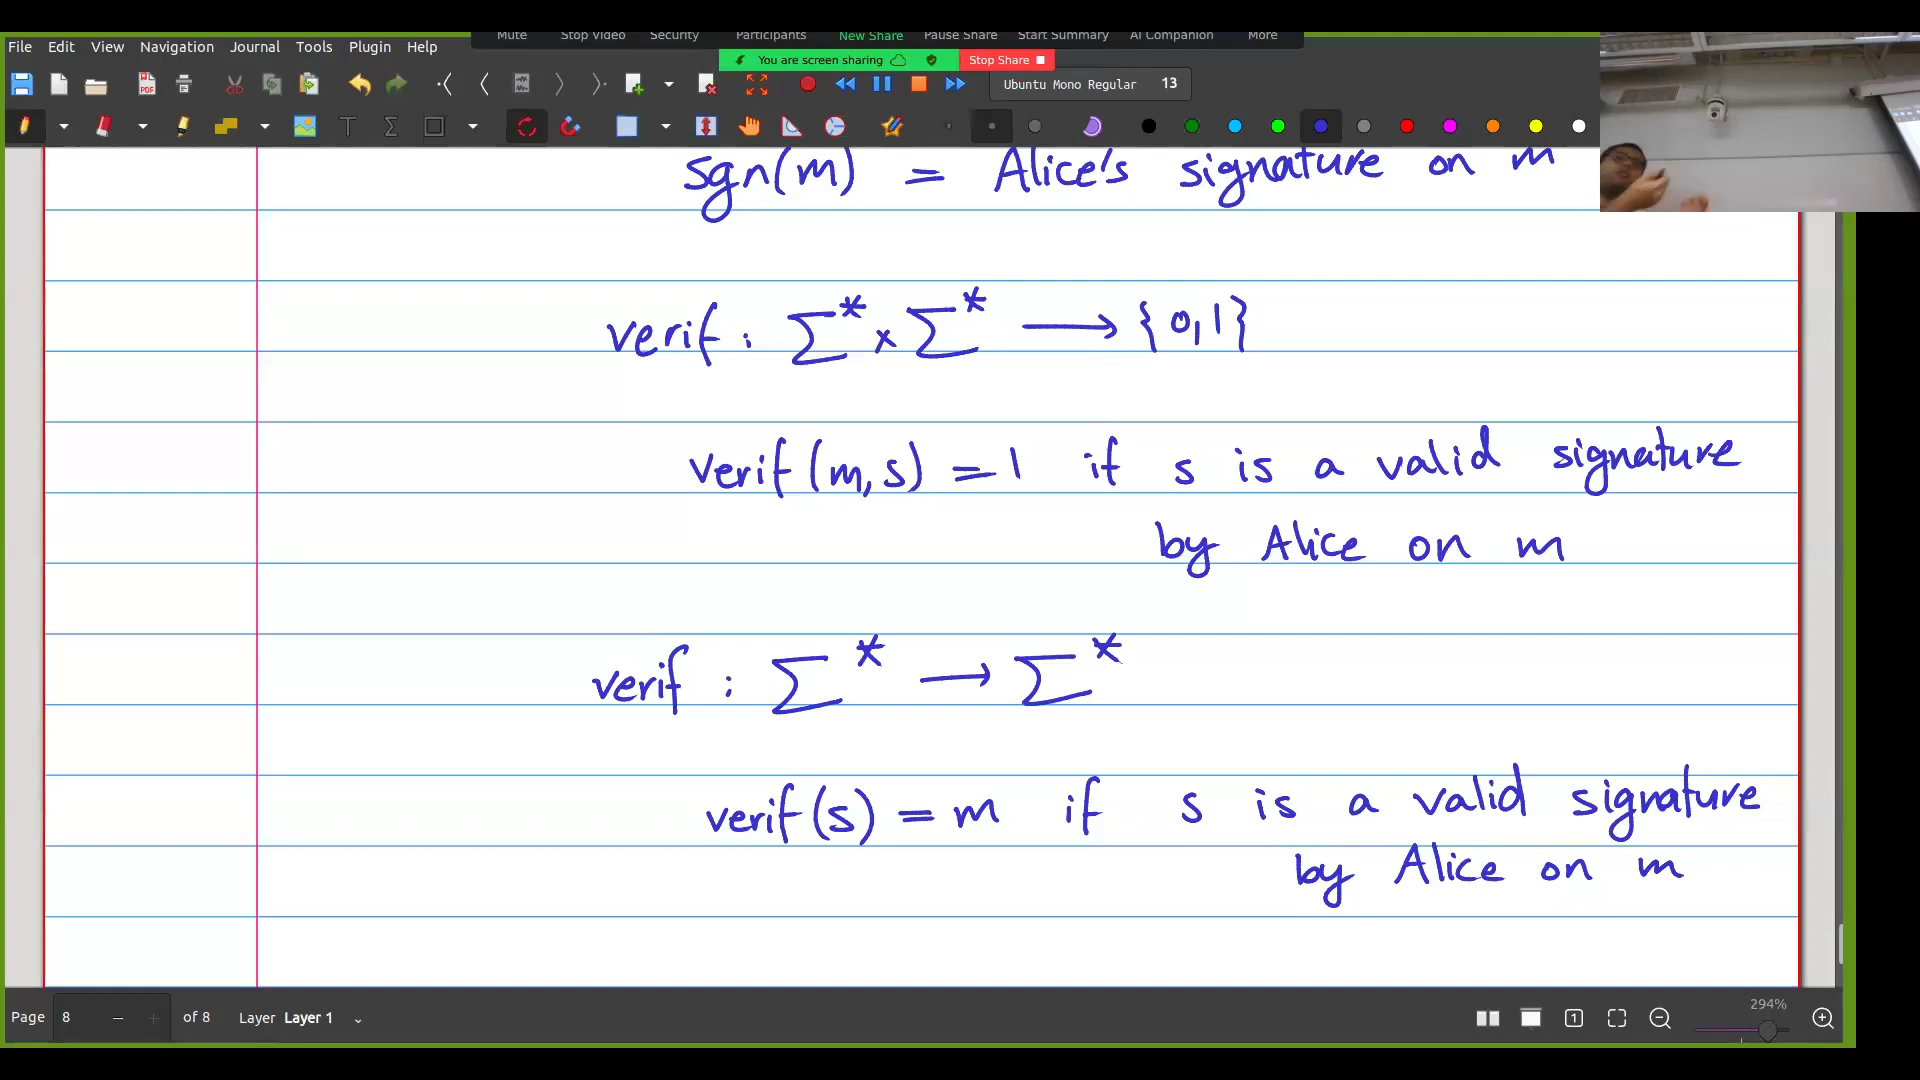 Mute Stop Video Security Participants New Share Pause Share Start Summary AI Companion More
File Edit View Navigation Journal Tools Plugin Help
You are screen sharing Stop Share
Ubuntu Mono Regular 13
sgn(m) = Alice's signature on m
verif : Σ* × Σ* ⟶ {0,1}
verif (m,s) = 1 if s is a valid signature
by Alice on m
verif : Σ* ⟶ Σ*
verif (s) = m if s is a valid signature
by Alice on m
Page 8 of 8 Layer Layer 1 294%